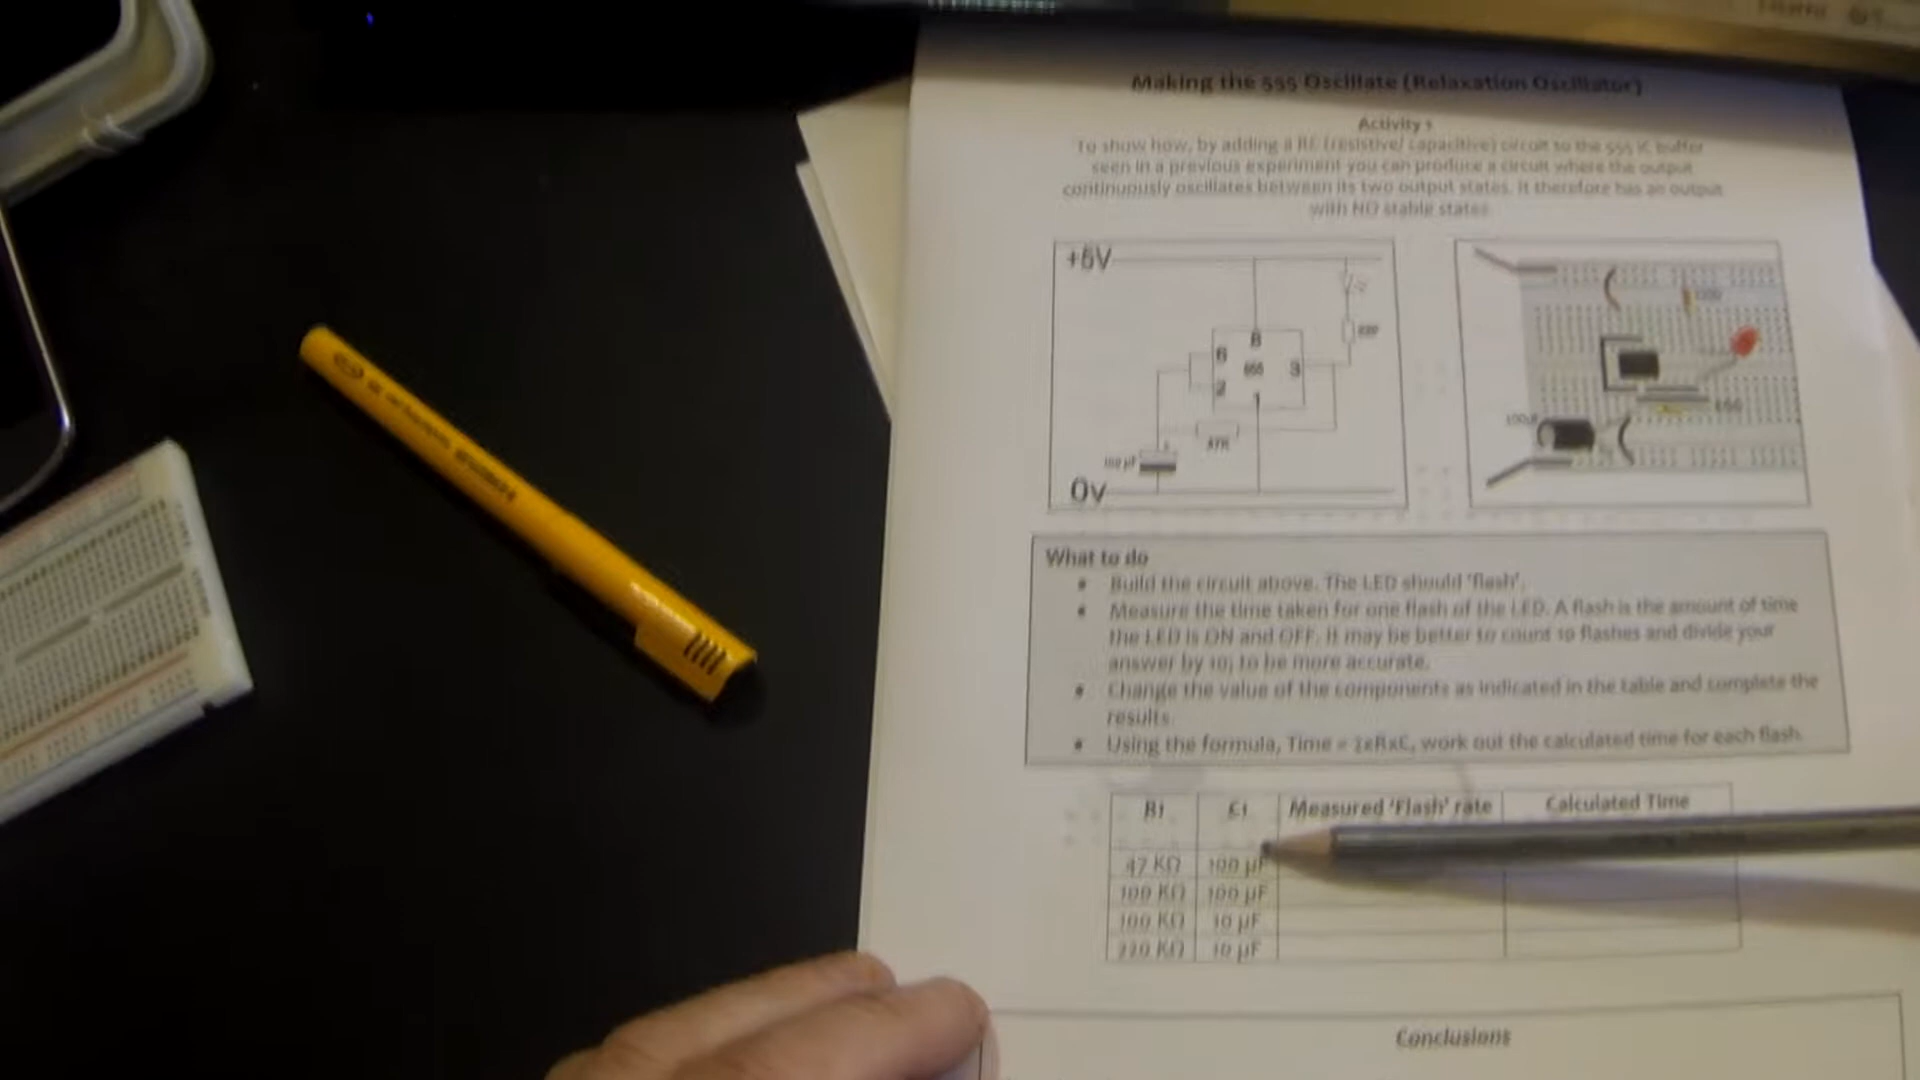 Making the 555 Oscillate (Relaxation Oscillator)
Activity 1
To show how, by adding a RC (resistive/ capacitive) circuit to the 555 IC buffer
seen in a previous experiment you can produce a circuit where the output
continuously oscillates between its two output states. It therefore has an output
with NO stable states
+6V
8
6
555
3
2
1
47K
100 µF
0v
What to do
• Build the circuit above. The LED should 'flash'.
• Measure the time taken for one flash of the LED. A flash is the amount of time
the LED is ON and OFF. It may be better to count 10 flashes and divide your
answer by 10, to be more accurate.
• Change the value of the components as indicated in the table and complete the
results.
• Using the formula, Time = 2xRxC, work out the calculated time for each flash.
R1 C1 Measured 'Flash' rate Calculated Time
47 KΩ 100 µF
100 KΩ 100 µF
100 KΩ 10 µF
220 KΩ 10 µF
Conclusions